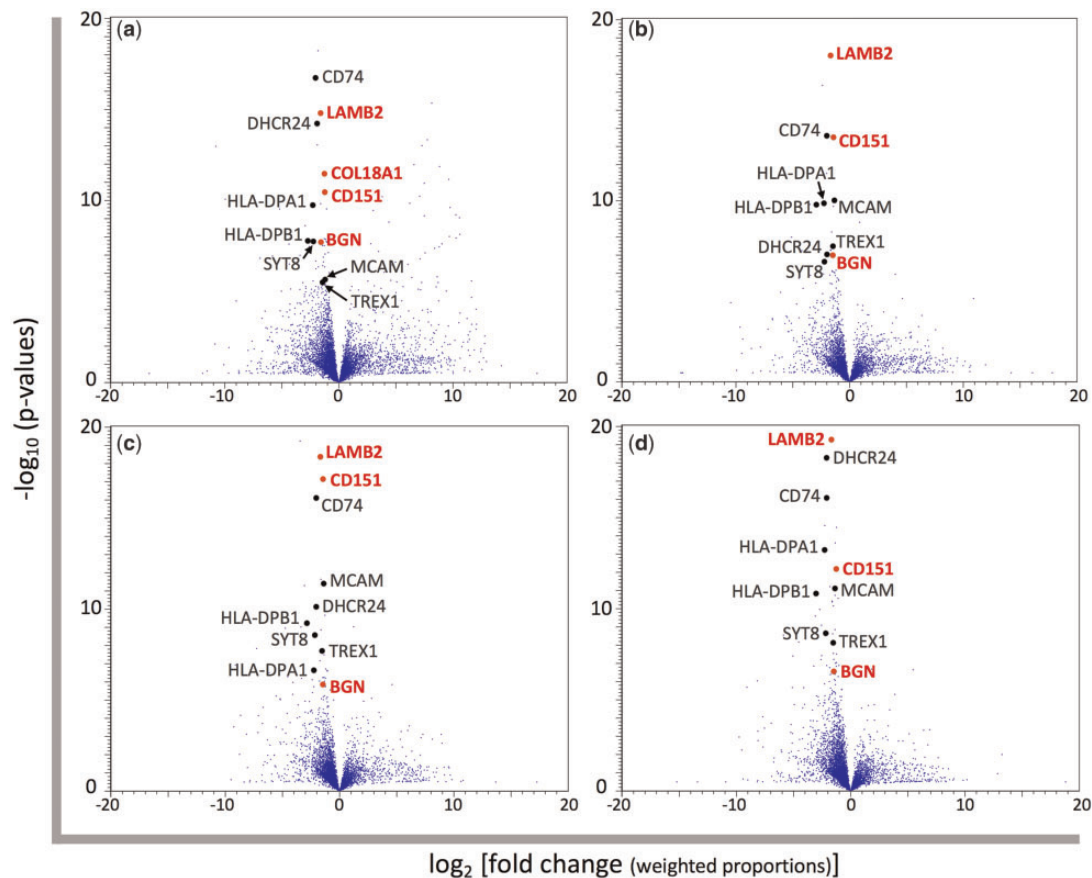 (a)
20
10
0
-20
-10
0
10
20
CD74
LAMB2
DHCR24
COL18A1
CD151
HLA-DPA1
HLA-DPB1
BGN
SYT8
MCAM
TREX1
(b)
20
10
0
-20
-10
0
10
20
LAMB2
CD74
CD151
HLA-DPA1
HLA-DPB1
MCAM
TREX1
DHCR24
BGN
SYT8
(c)
20
10
0
-20
-10
0
10
20
LAMB2
CD151
CD74
MCAM
DHCR24
HLA-DPB1
SYT8
TREX1
HLA-DPA1
BGN
(d)
20
10
0
-20
-10
0
10
20
LAMB2
DHCR24
CD74
HLA-DPA1
CD151
HLA-DPB1
MCAM
SYT8
TREX1
BGN
-log₁₀ (p-values)
log₂ [fold change (weighted proportions)]